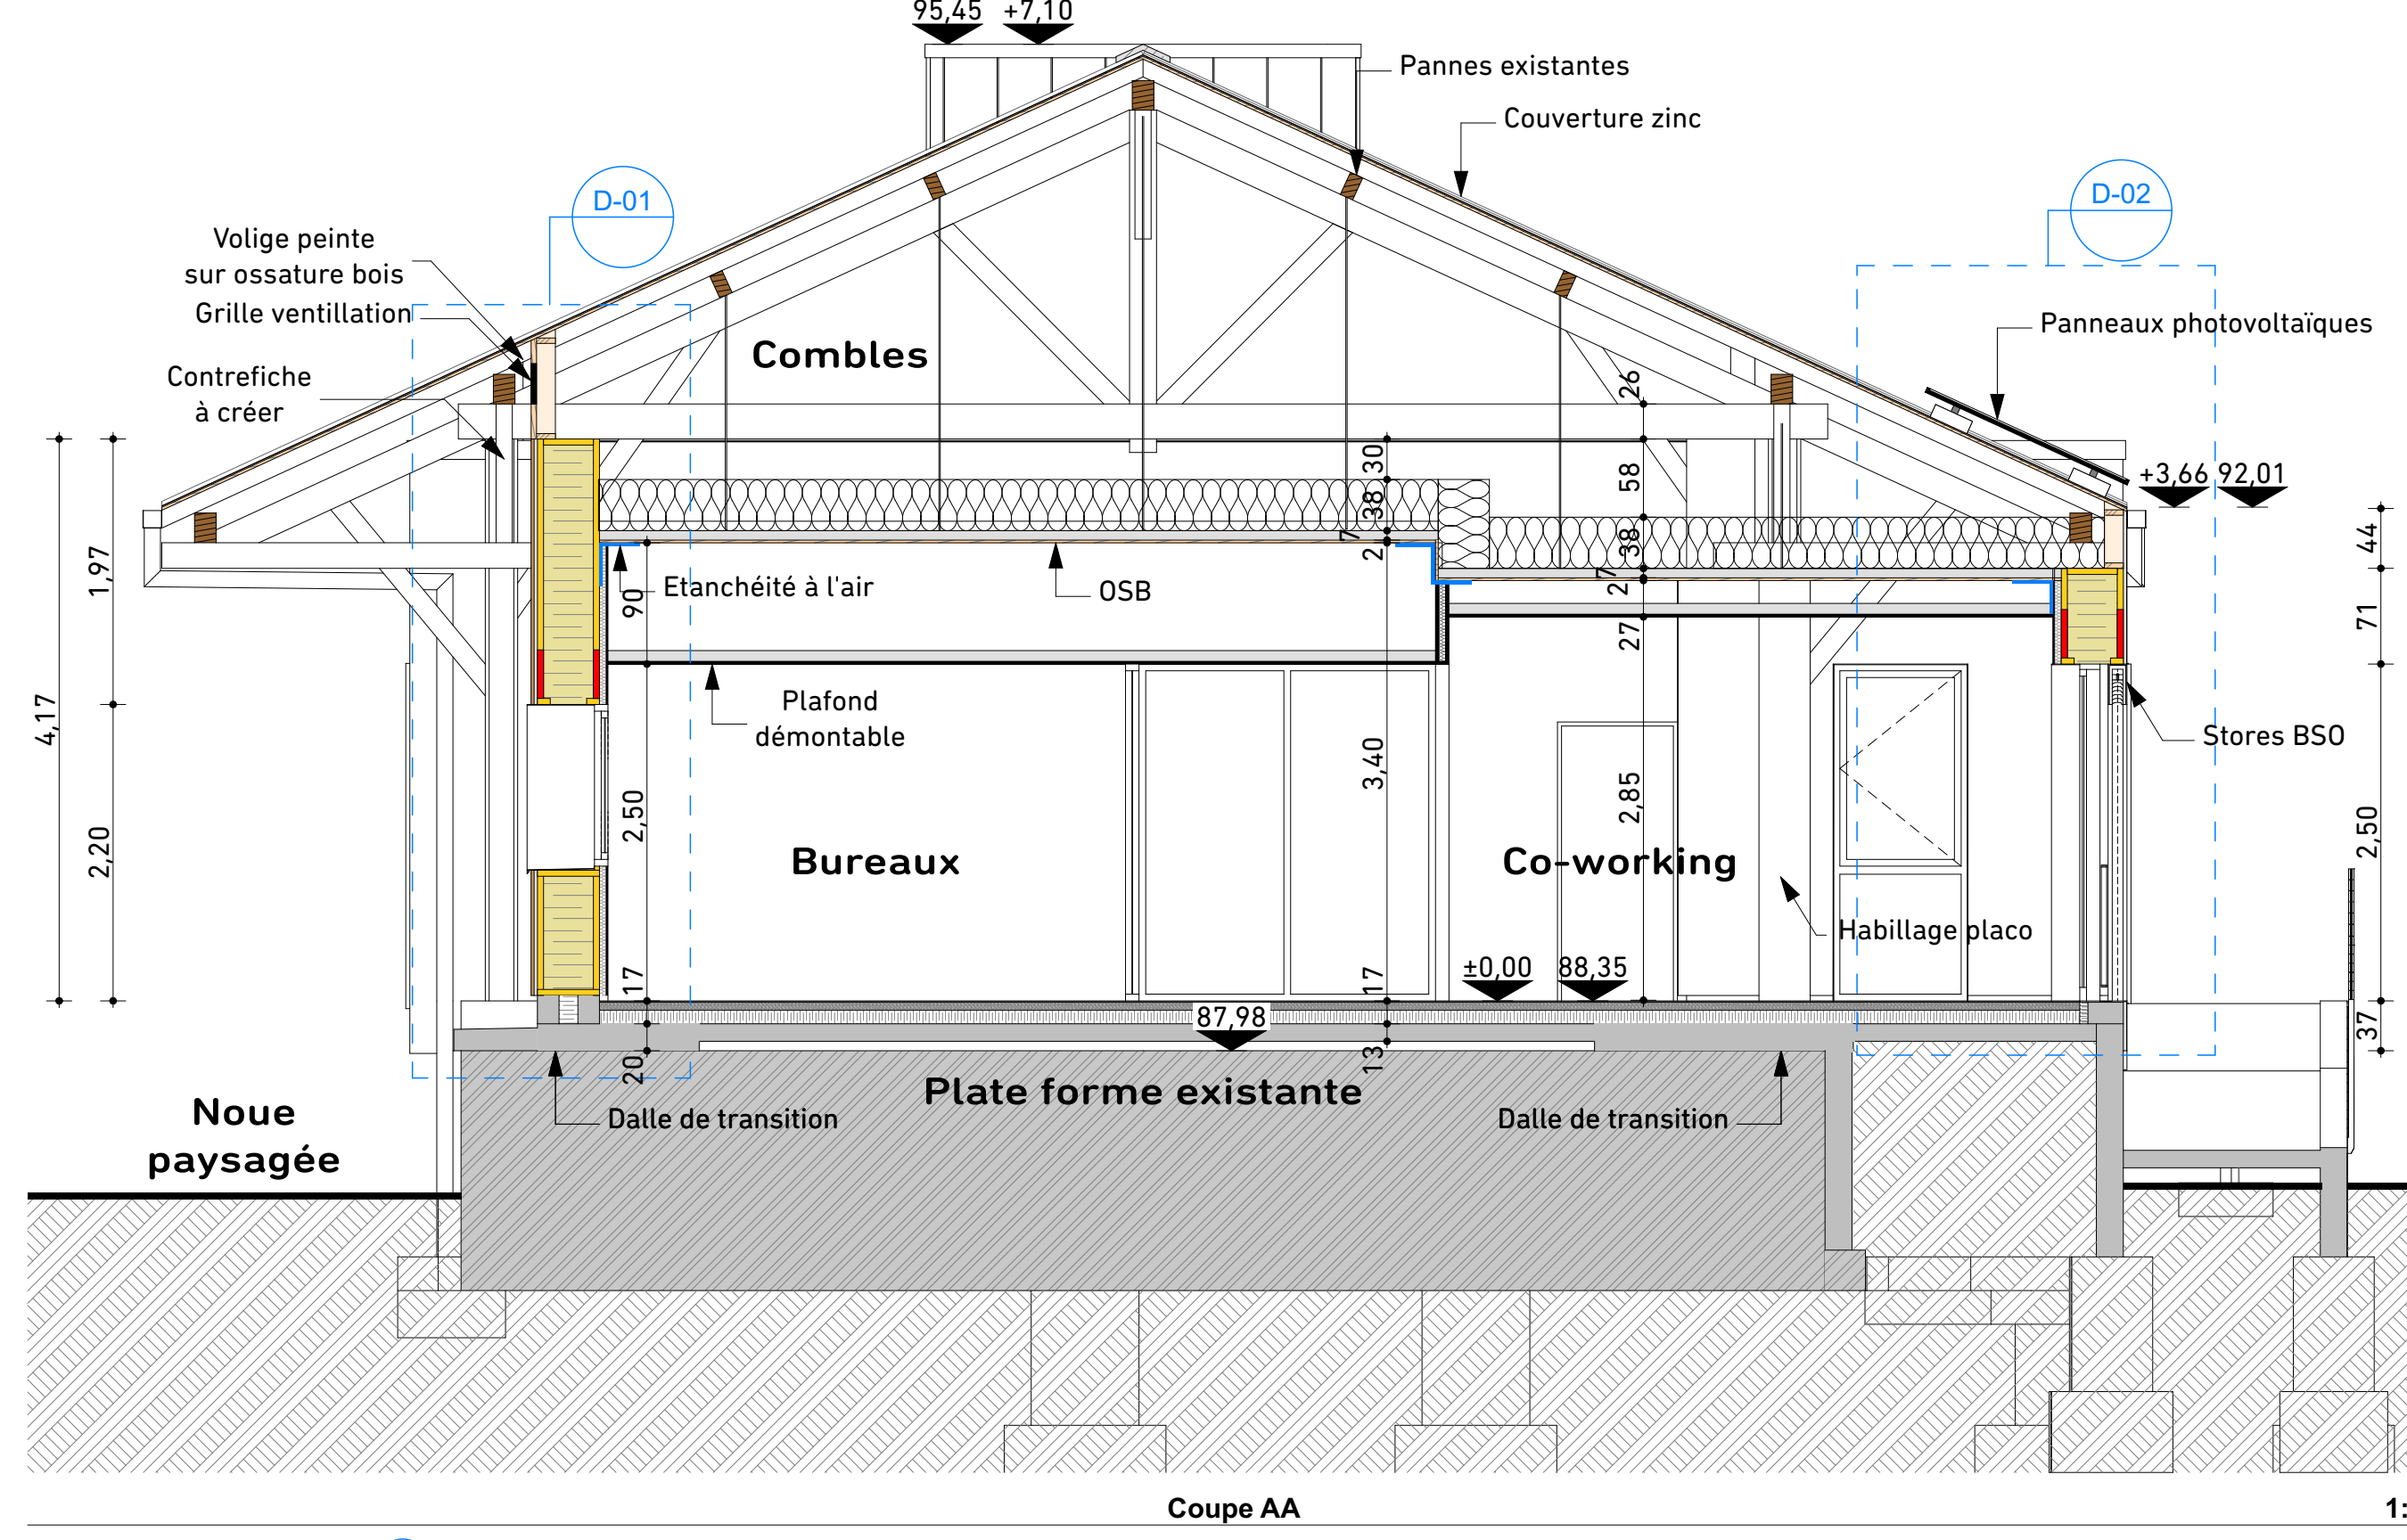 95,45 +7,10
Pannes existantes
Couverture zinc
D-01
D-02
Volige peinte
sur ossature bois
Grille ventillation
Panneaux photovoltaïques
Combles
Contrefiche
à créer
26
30
58
38
+3,66 92,01
44
7
2
38
1,97
Etanchéité à l'air
OSB
90
7
2
27
71
4,17
Plafond
démontable
Stores BSO
3,40
2,50
2,85
2,50
2,20
Bureaux
Co-working
Habillage placo
17
17
±0,00 88,35
87,98
37
20
13
Plate forme existante
Noue
paysagée
Dalle de transition
Dalle de transition
Coupe AA
1: